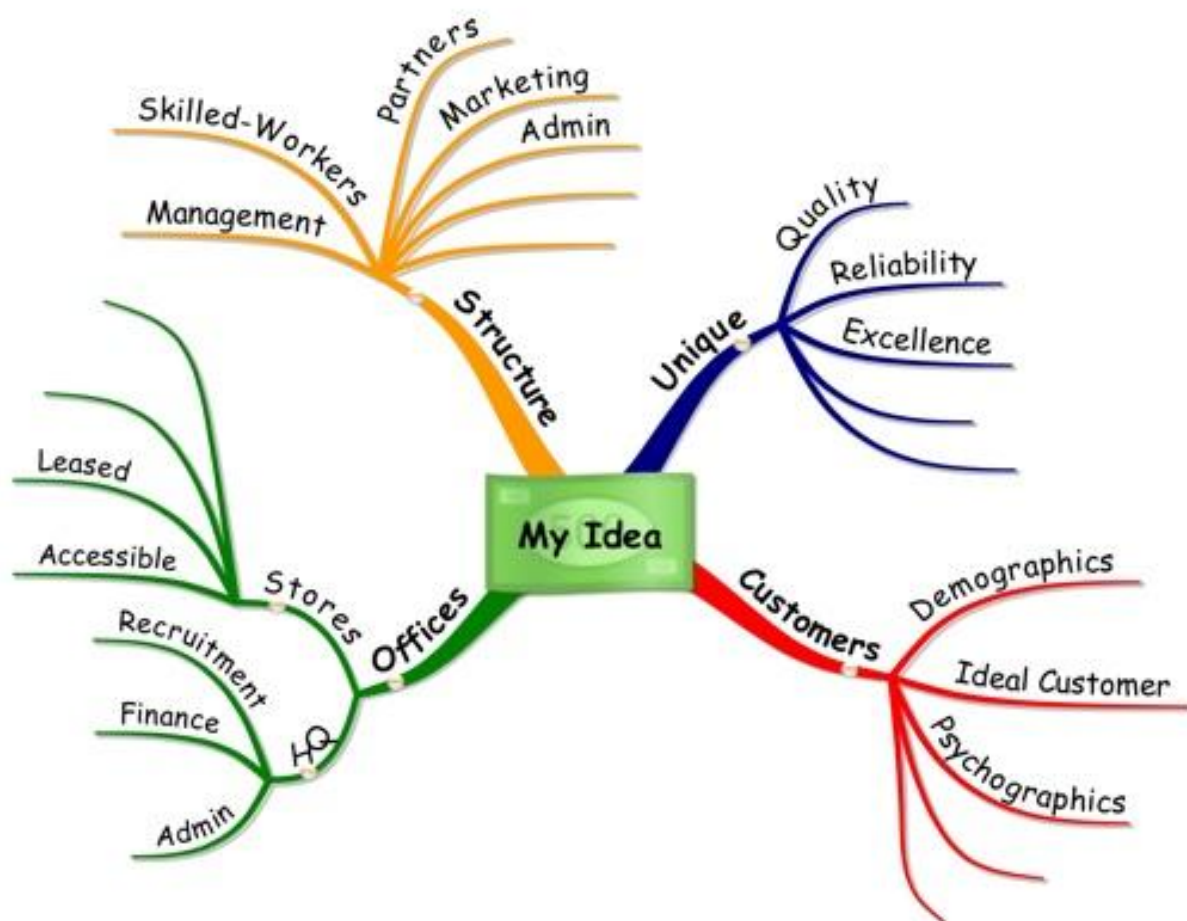 Partners
Marketing
Admin
Skilled-Workers
Management
Structure
Quality
Reliability
Excellence
Unique
My Idea
Leased
Accessible
Stores
Recruitment
Finance
Admin
HQ
Offices
Customers
Demographics
Ideal Customer
Psychographics